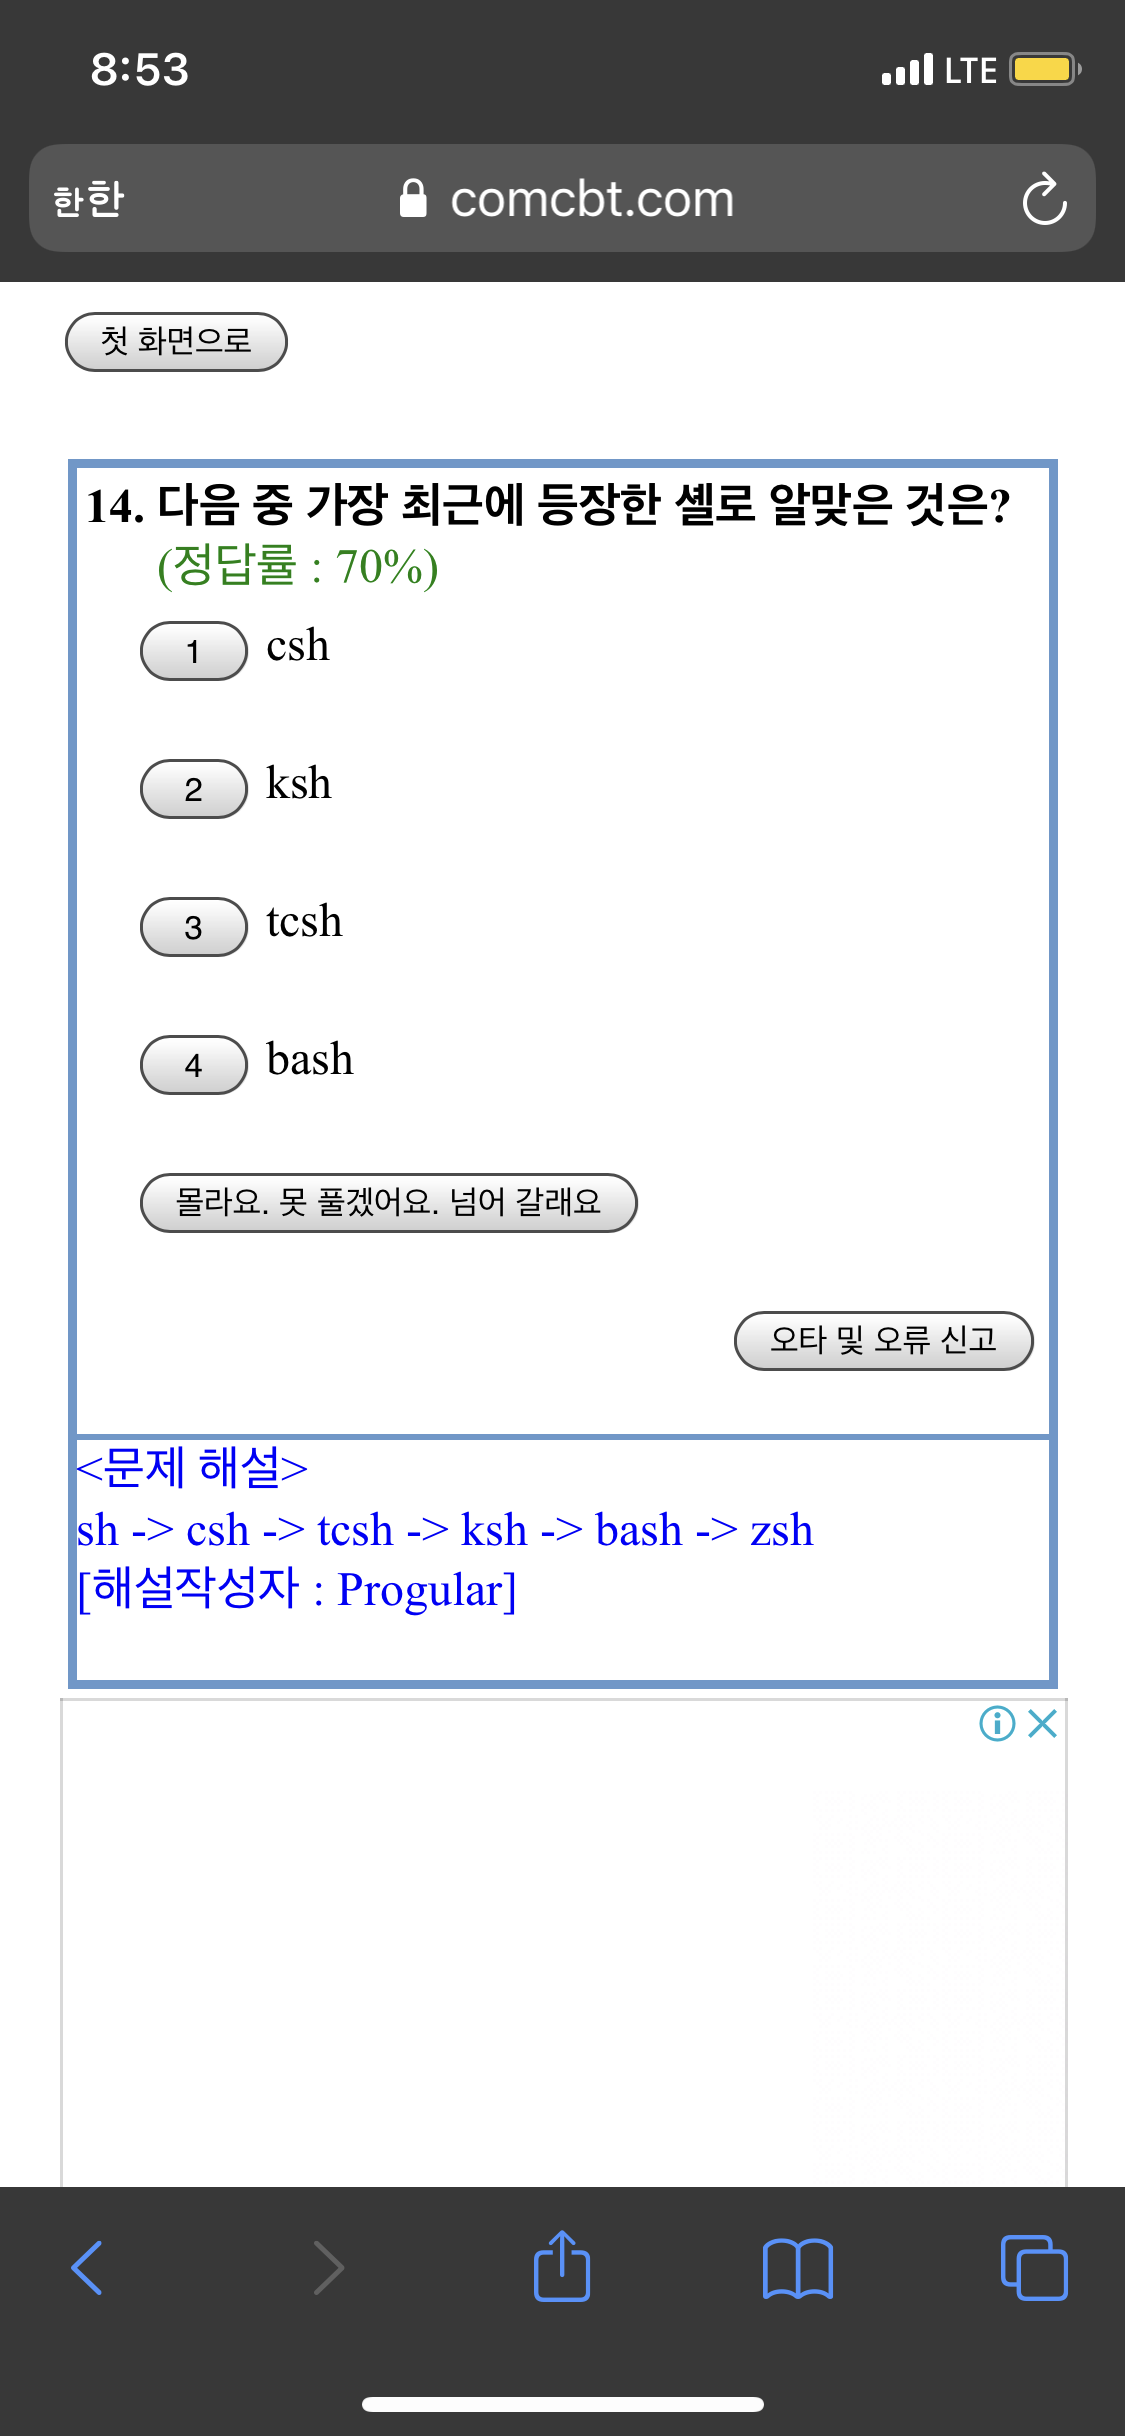 8:53
LTE
한한
comcbt.com
첫 화면으로
14. 다음 중 가장 최근에 등장한 셸로 알맞은 것은?
(정답률 : 70%)
1 csh
2 ksh
3 tcsh
4 bash
몰라요. 못 풀겠어요. 넘어 갈래요
오타 및 오류 신고
<문제 해설>
sh -> csh -> tcsh -> ksh -> bash -> zsh
[해설작성자 : Progular]